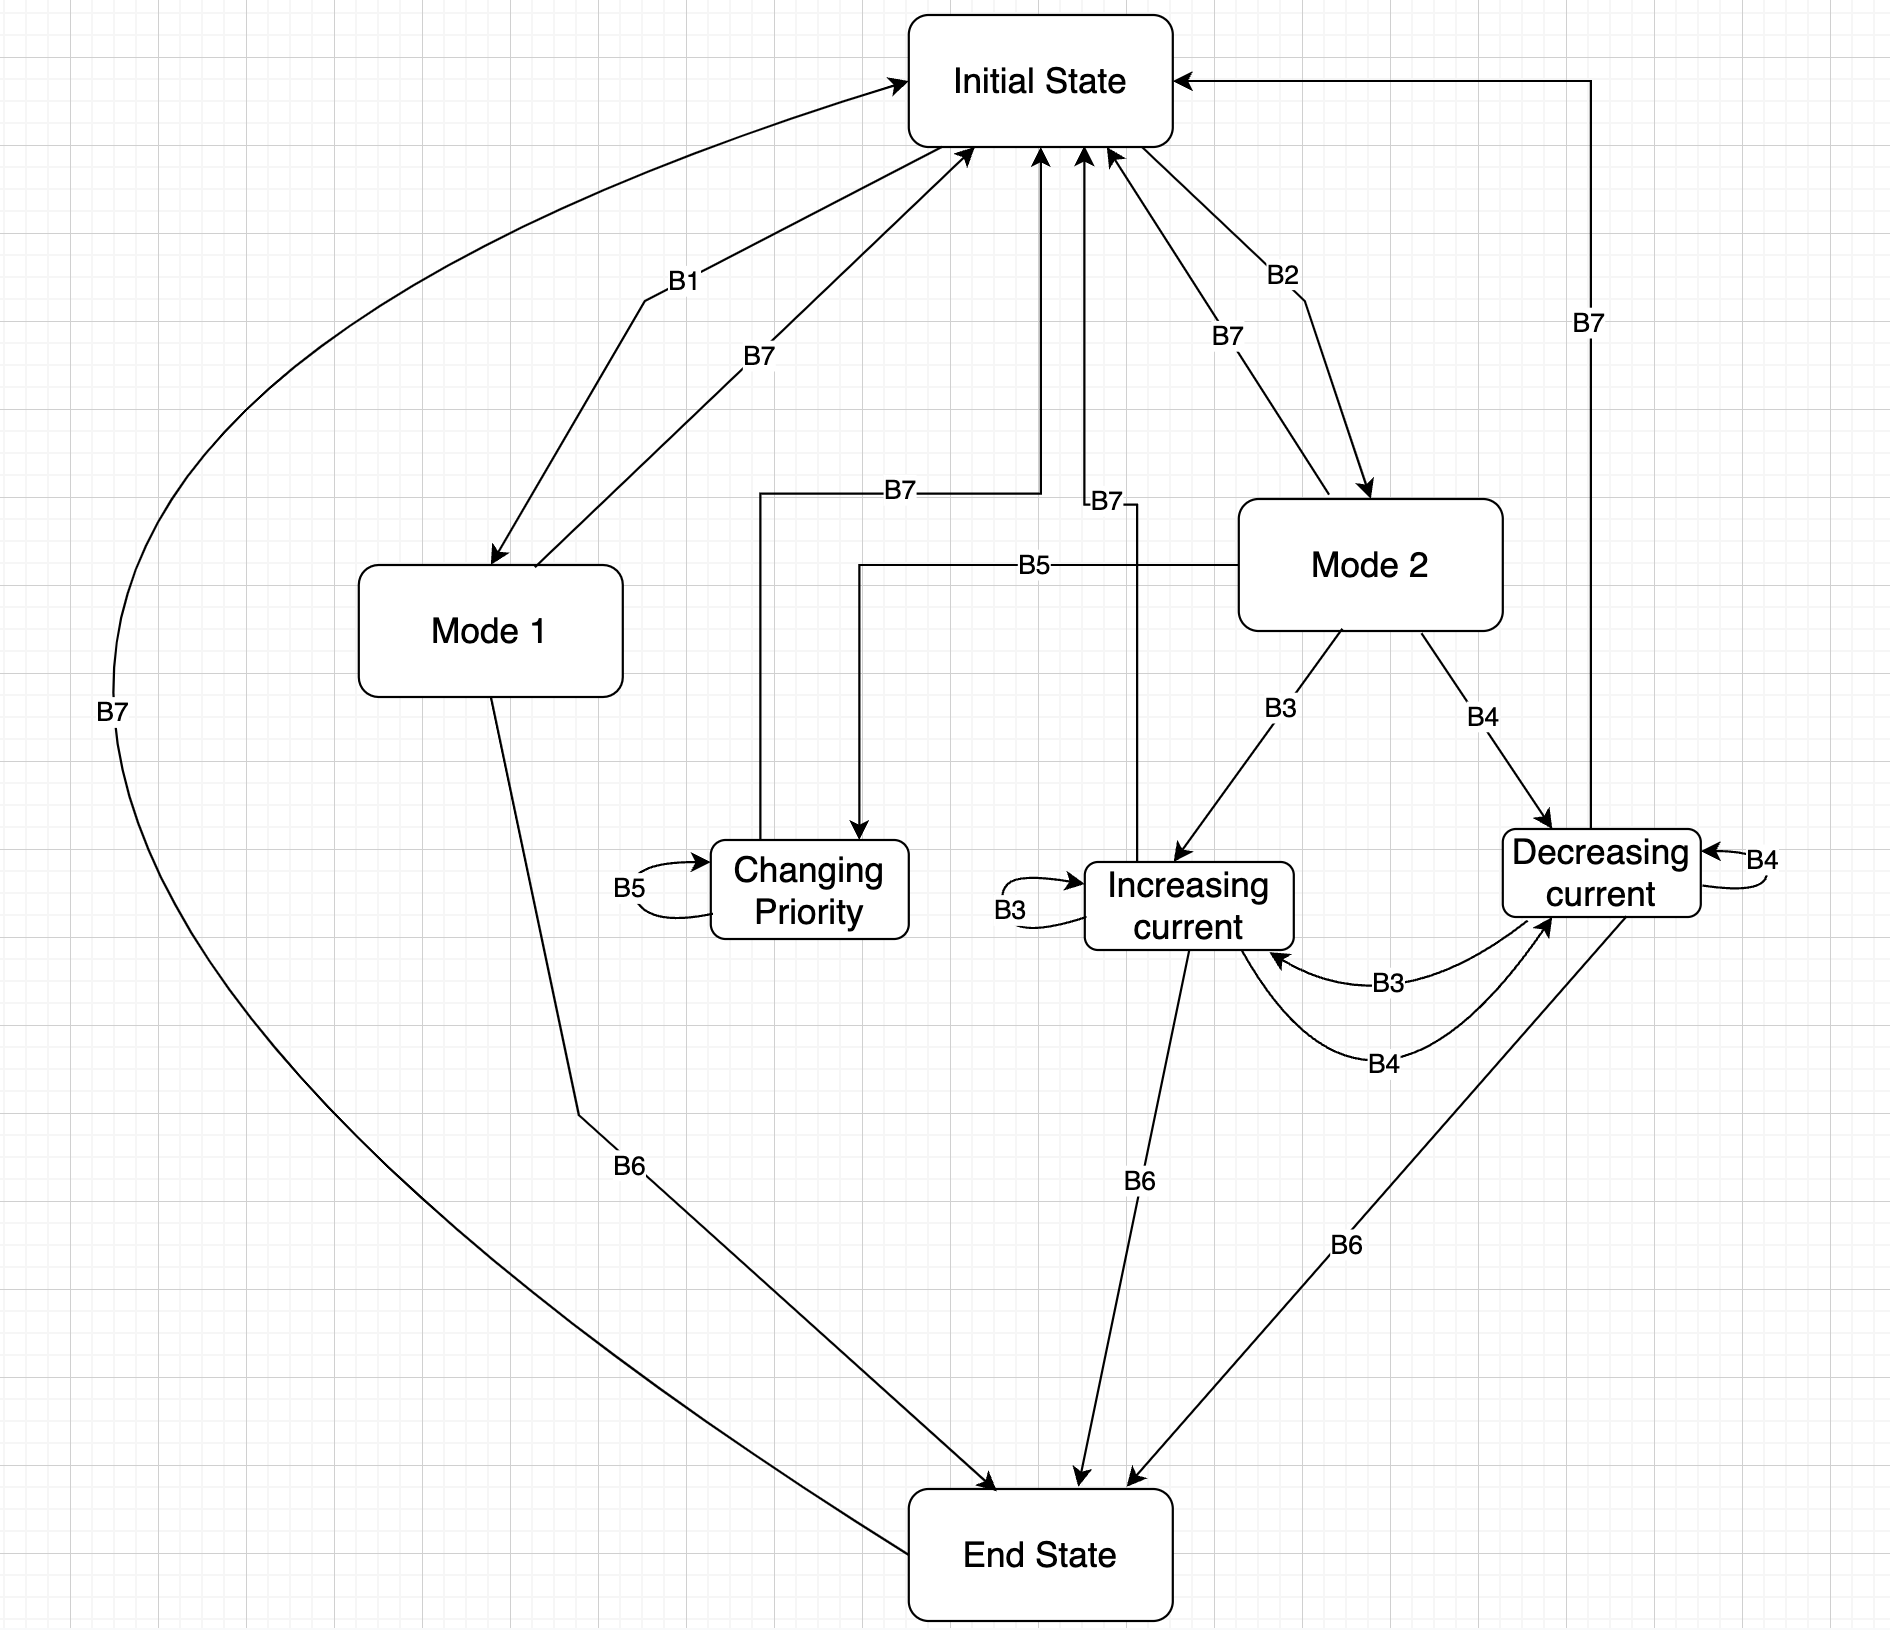 Initial State
B1
B2
B7
B7
B7
B7
B7
B5
Mode 2
Mode 1
B3
B4
B7
Changing
Priority
B5
Increasing
current
B3
Decreasing
current
B4
B3
B4
B6
B6
B6
End State